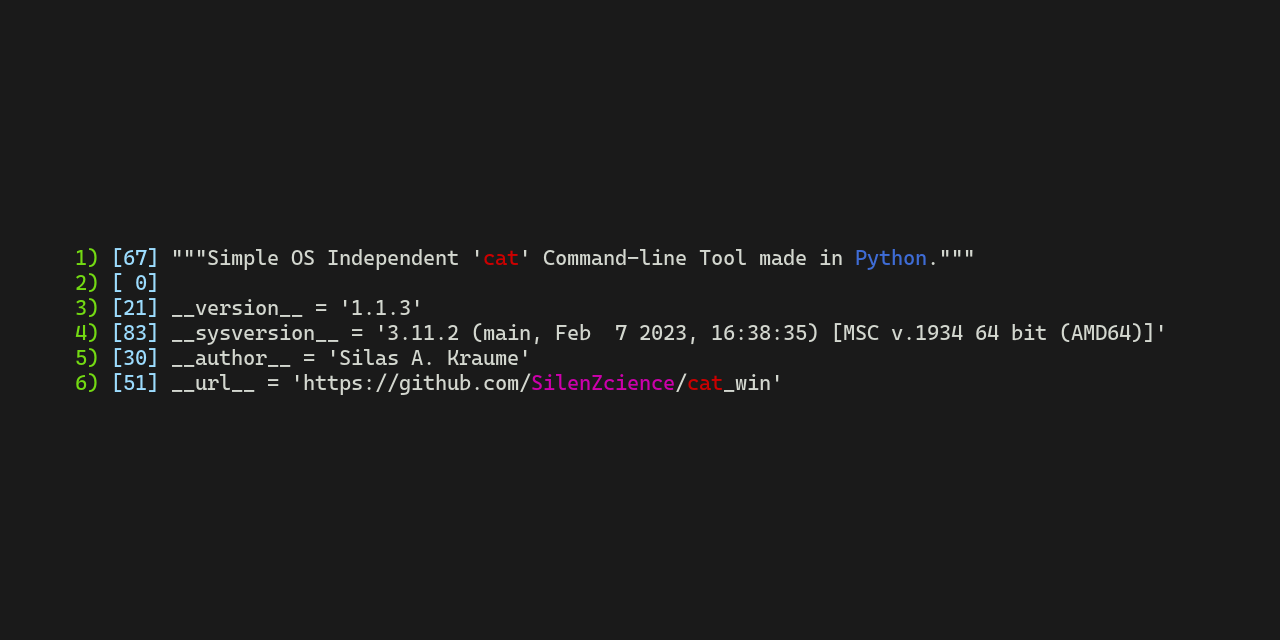 1) [67] """Simple OS Independent 'cat' Command-line Tool made in Python."""
2) [ 0]
3) [21] __version__ = '1.1.3'
4) [83] __sysversion__ = '3.11.2 (main, Feb  7 2023, 16:38:35) [MSC v.1934 64 bit (AMD64)]'
5) [30] __author__ = 'Silas A. Kraume'
6) [51] __url__ = 'https://github.com/SilenZcience/cat_win'